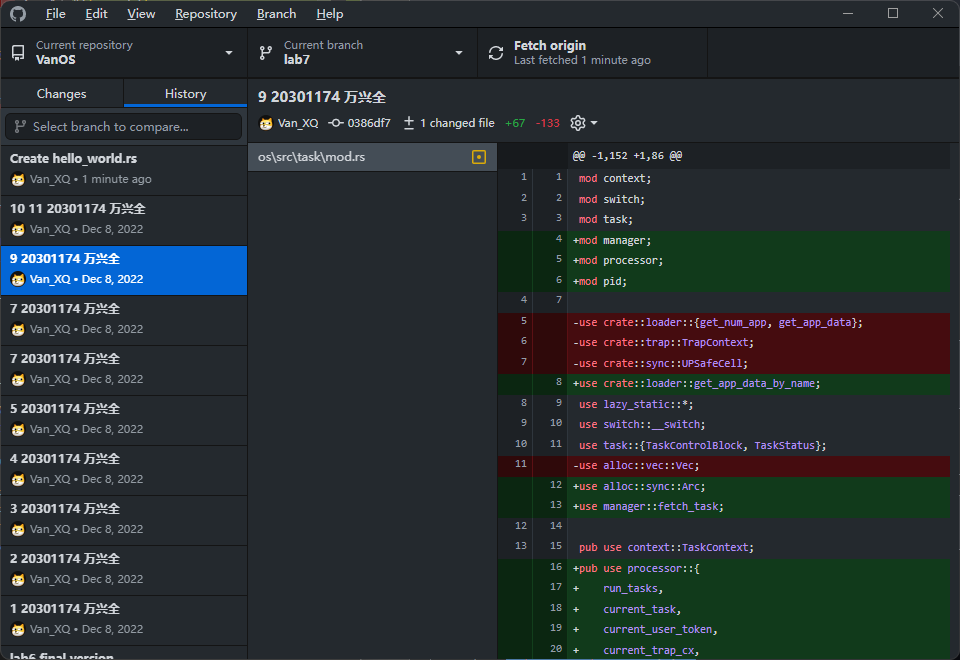 File Edit View Repository Branch Help
Current repository
VanOS
Current branch
lab7
Fetch origin
Last fetched 1 minute ago
Changes History
Select branch to compare...
Create hello_world.rs
Van_XQ • 1 minute ago
10 11 20301174 万兴全
Van_XQ • Dec 8, 2022
9 20301174 万兴全
Van_XQ • Dec 8, 2022
7 20301174 万兴全
Van_XQ • Dec 8, 2022
7 20301174 万兴全
Van_XQ • Dec 8, 2022
5 20301174 万兴全
Van_XQ • Dec 8, 2022
4 20301174 万兴全
Van_XQ • Dec 8, 2022
3 20301174 万兴全
Van_XQ • Dec 8, 2022
2 20301174 万兴全
Van_XQ • Dec 8, 2022
1 20301174 万兴全
Van_XQ • Dec 8, 2022
lab6 final version
9 20301174 万兴全
Van_XQ 0386df7 1 changed file +67 -133
os\src\task\mod.rs
@@ -1,152 +1,86 @@
1 1 mod context;
2 2 mod switch;
3 3 mod task;
4 +mod manager;
5 +mod processor;
6 +mod pid;
4 7
5 -use crate::loader::{get_num_app, get_app_data};
6 -use crate::trap::TrapContext;
7 -use crate::sync::UPSafeCell;
8 +use crate::loader::get_app_data_by_name;
8 9 use lazy_static::*;
9 10 use switch::__switch;
10 11 use task::{TaskControlBlock, TaskStatus};
11 -use alloc::vec::Vec;
12 +use alloc::sync::Arc;
13 +use manager::fetch_task;
12 14
13 15 pub use context::TaskContext;
16 +pub use processor::{
17 + run_tasks,
18 + current_task,
19 + current_user_token,
20 + current_trap_cx,